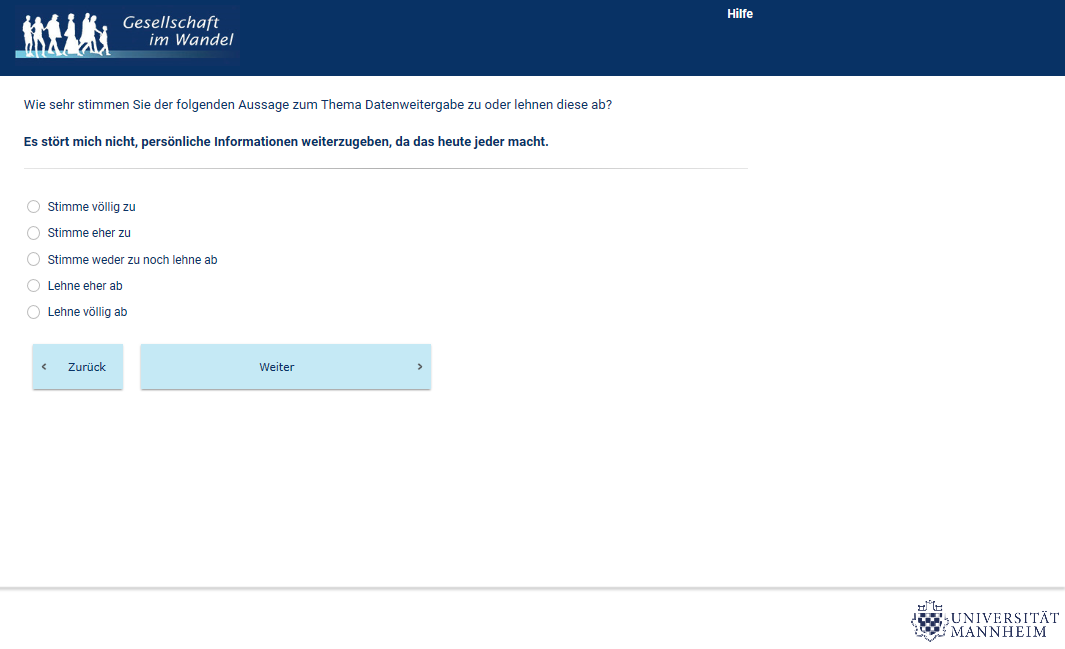 Gesellschaft
im Wandel
Hilfe
Wie sehr stimmen Sie der folgenden Aussage zum Thema Datenweitergabe zu oder lehnen diese ab?
Es stört mich nicht, persönliche Informationen weiterzugeben, da das heute jeder macht.
Stimme völlig zu
Stimme eher zu
Stimme weder zu noch lehne ab
Lehne eher ab
Lehne völlig ab
‹ Zurück
Weiter ›
UNIVERSITÄT
MANNHEIM